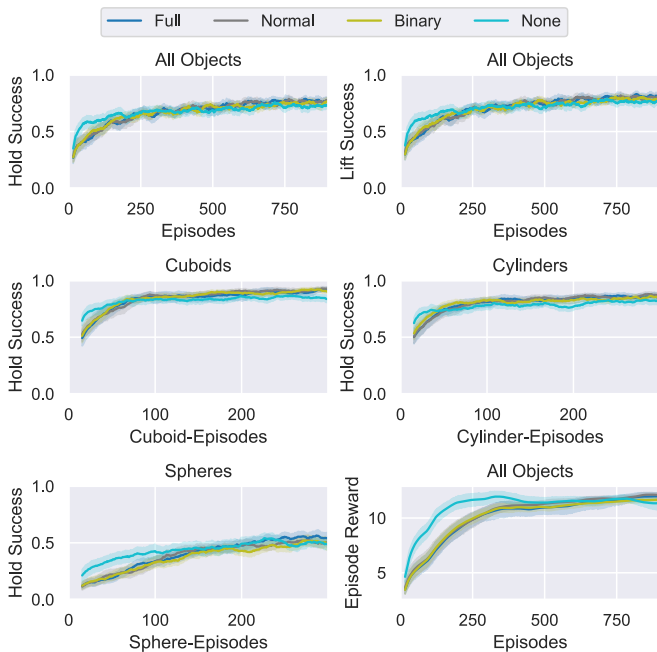 Full Normal Binary None
All Objects All Objects
Hold Success
1.0
0.5
0.0
0 250 500 750
Episodes
Lift Success
1.0
0.5
0.0
0 250 500 750
Episodes
Cuboids Cylinders
Hold Success
1.0
0.5
0.0
0 100 200
Cuboid-Episodes
Hold Success
1.0
0.5
0.0
0 100 200
Cylinder-Episodes
Spheres All Objects
Hold Success
1.0
0.5
0.0
0 100 200
Sphere-Episodes
Episode Reward
10
5
0 250 500 750
Episodes